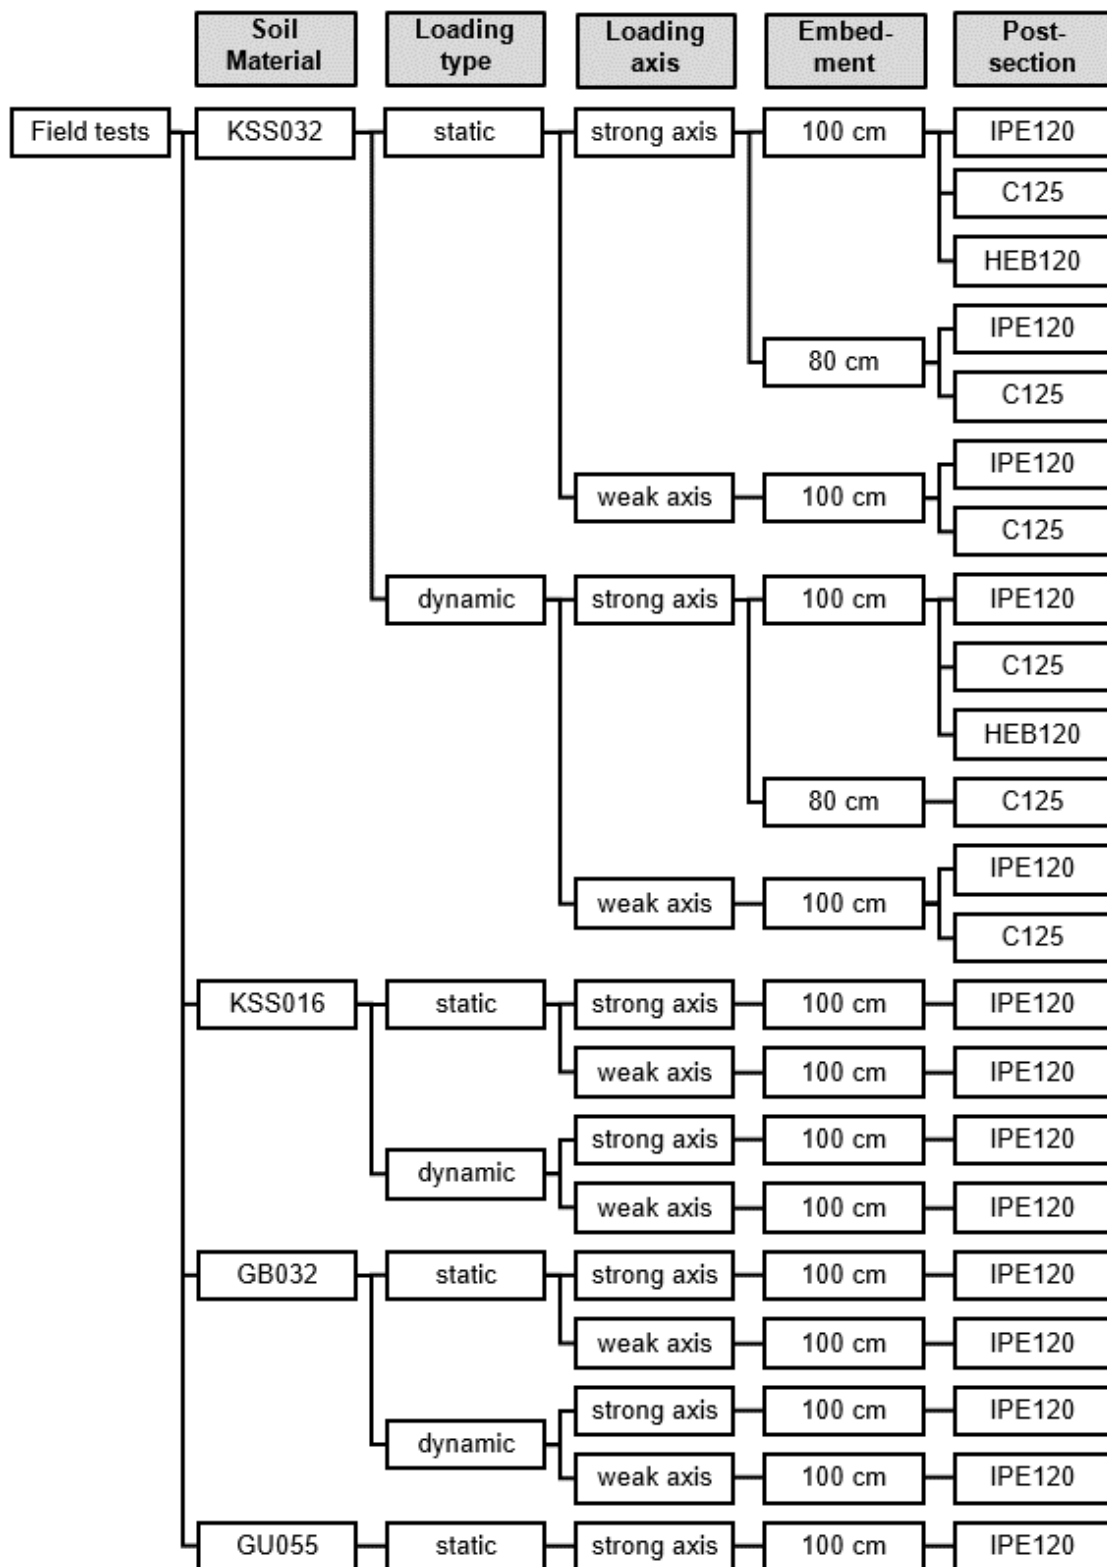 Soil Material
Loading type
Loading axis
Embed-ment
Post-section
Field tests KSS032 static strong axis 100 cm IPE120
C125
HEB120
IPE120
80 cm
C125
IPE120
weak axis 100 cm
C125
dynamic strong axis 100 cm IPE120
C125
HEB120
80 cm C125
IPE120
weak axis 100 cm
C125
KSS016 static strong axis 100 cm IPE120
weak axis 100 cm IPE120
strong axis 100 cm IPE120
dynamic
weak axis 100 cm IPE120
GB032 static strong axis 100 cm IPE120
weak axis 100 cm IPE120
strong axis 100 cm IPE120
dynamic
weak axis 100 cm IPE120
GU055 static strong axis 100 cm IPE120